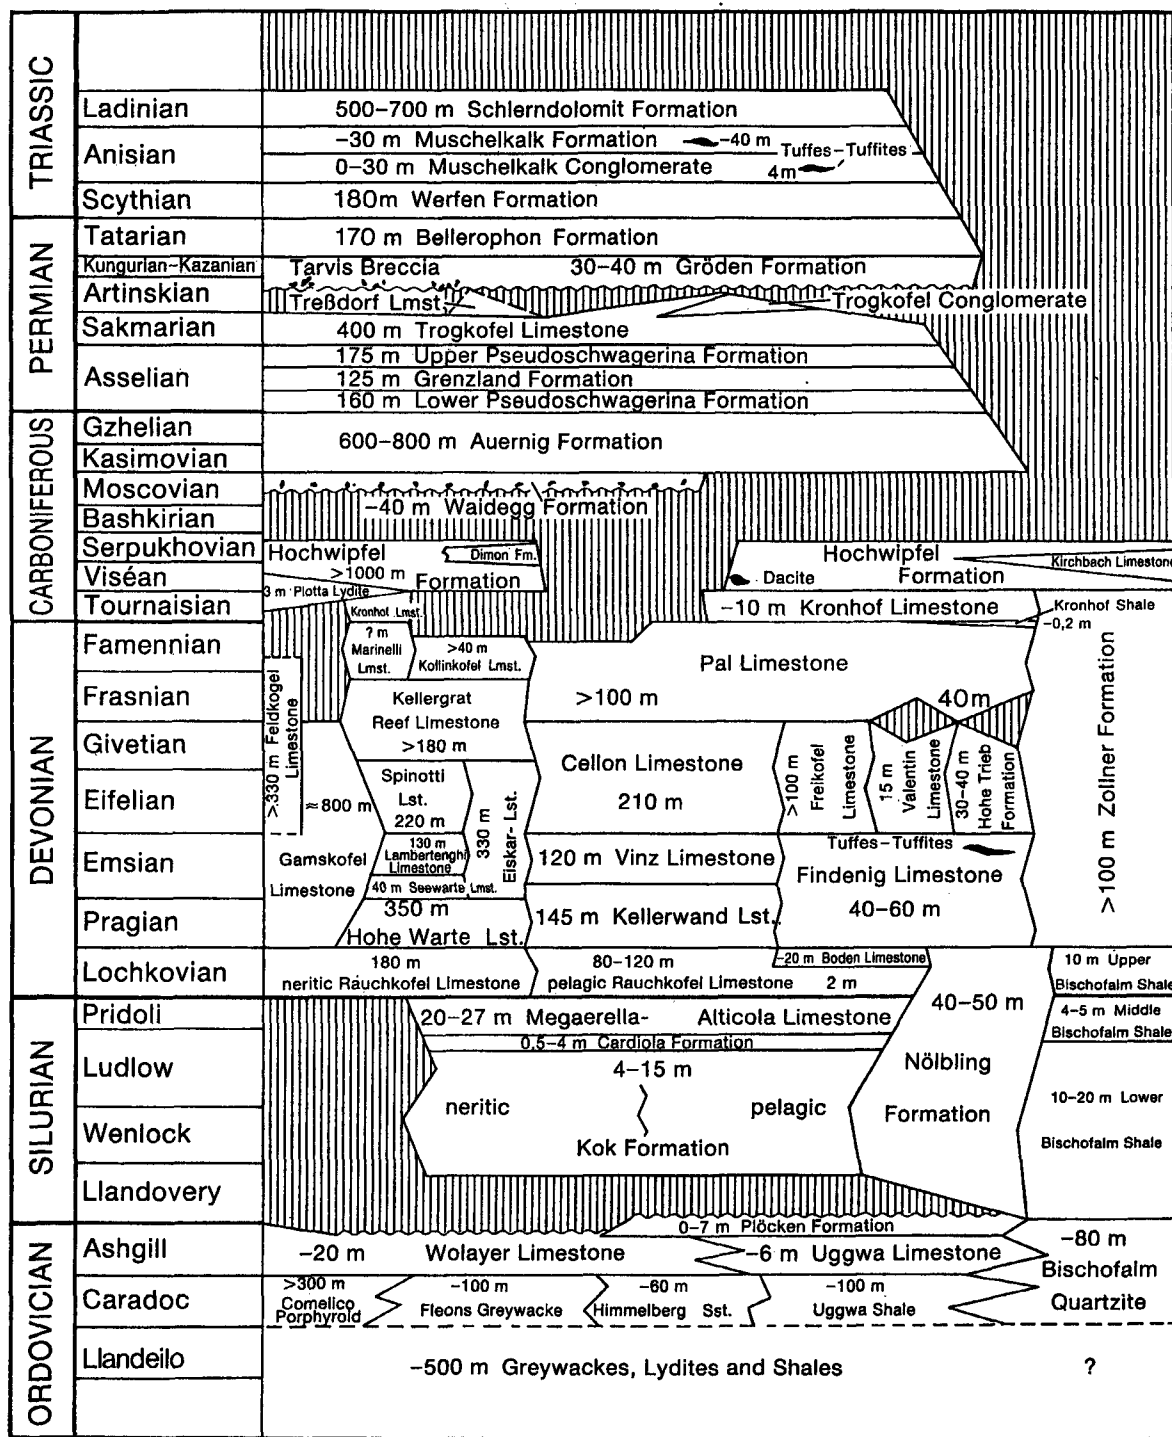 TRIASSIC
Ladinian
500-700 m Schlerndolomit Formation
Anisian
-30 m Muschelkalk Formation
-40 m
Tuffes-Tuffites
0-30 m Muschelkalk Conglomerate
4m
Scythian
180m Werfen Formation
PERMIAN
Tatarian
170 m Bellerophon Formation
Kungurian-Kazanian
Tarvis Breccia
30-40 m Gröden Formation
Artinskian
Treßdorf Lmst
Trogkofel Conglomerate
Sakmarian
400 m Trogkofel Limestone
Asselian
175 m Upper Pseudoschwagerina Formation
125 m Grenzland Formation
160 m Lower Pseudoschwagerina Formation
CARBONIFEROUS
Gzhelian
600-800 m Auernig Formation
Kasimovian
Moscovian
-40 m Waidegg Formation
Bashkirian
Serpukhovian
Hochwipfel
Dimon Fm.
Hochwipfel
Kirchbach Limestone
Viséan
>1000 m
Formation
Dacite
Formation
3 m Plotta Lydite
Tournaisian
Kronhof Lmst.
-10 m Kronhof Limestone
Kronhof Shale
-0,2 m
DEVONIAN
Famennian
? m
Marinelli
Lmst.
>40 m
Kollinkofel Lmst.
Pal Limestone
Frasnian
>.330 m Feldkogel
Limestone
Kellergrat
Reef Limestone
>180 m
>100 m
40m
>100 m Zollner Formation
Givetian
Cellon Limestone
210 m
>100 m
Freikofel
Limestone
15 m
Valentin
Limestone
30-40 m
Hohe Trieb
Formation
Eifelian
≈800 m
Spinotti
Lst.
220 m
330 m
Eiskar- Lst.
Emsian
Gamskofel
Limestone
130 m
Lambertenghi
Limestone
40 m Seewarte Lmst.
120 m Vinz Limestone
Tuffes-Tuffites
Findenig Limestone
40-60 m
Pragian
350 m
Hohe Warte Lst.
145 m Kellerwand Lst.
Lochkovian
180 m
neritic Rauchkofel Limestone
80-120 m
pelagic Rauchkofel Limestone
-20 m Boden Limestone
2 m
10 m Upper
Bischofalm Shale
SILURIAN
Pridoli
20-27 m Megaerella- Alticola Limestone
40-50 m
Nölbling
Formation
4-5 m Middle
Bischofalm Shale
Ludlow
0,5-4 m Cardiola Formation
4-15 m
neritic
pelagic
10-20 m Lower
Bischofalm Shale
Wenlock
Kok Formation
Llandovery
ORDOVICIAN
0-7 m Plöcken Formation
Ashgill
-20 m Wolayer Limestone
-6 m Uggwa Limestone
-80 m
Bischofalm
Quartzite
Caradoc
>300 m
Comelico
Porphyroid
-100 m
Fleons Greywacke
-60 m
Himmelberg Sst.
-100 m
Uggwa Shale
Llandeilo
-500 m Greywackes, Lydites and Shales
?